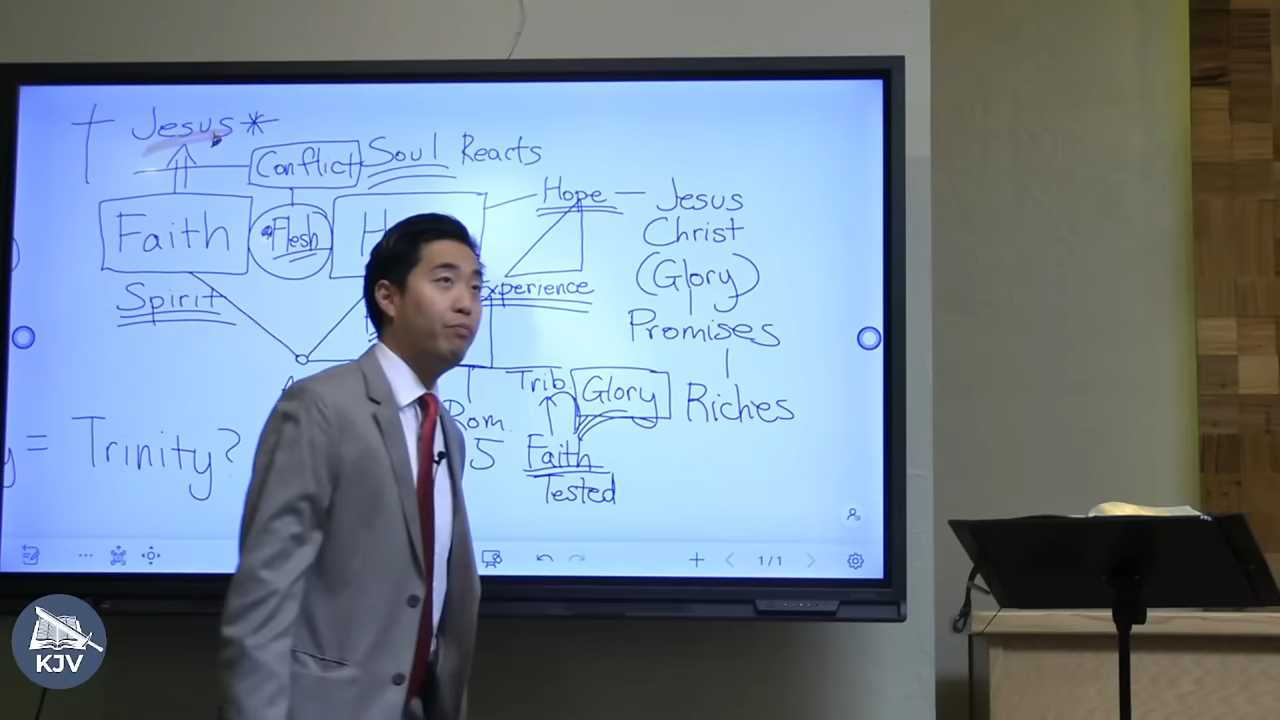 Jesus*
Conflict Soul Reacts
Faith
Flesh
Hope — Jesus
Christ
(Glory)
Spirit
Promises
Trib
Glory
Riches
Rom.
5
= Trinity?
Faith
Tested
1/1
KJV